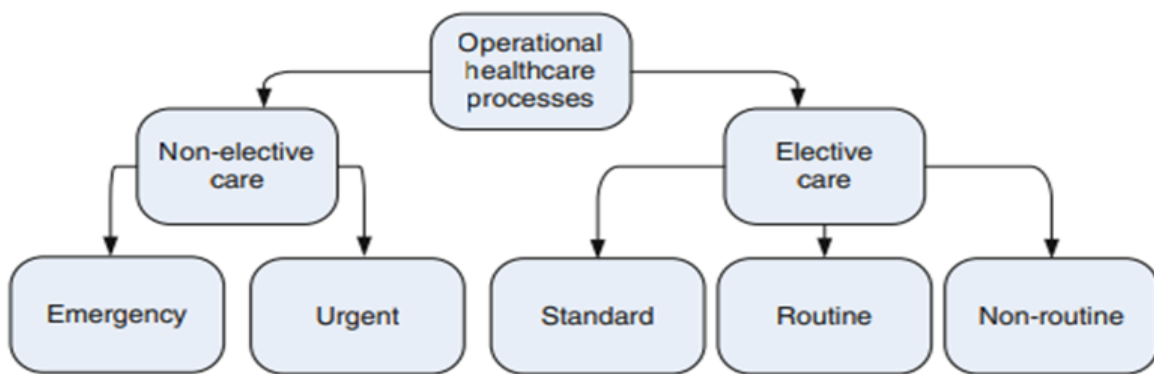 Operational
healthcare
processes
Non-elective
care
Elective
care
Emergency
Urgent
Standard
Routine
Non-routine